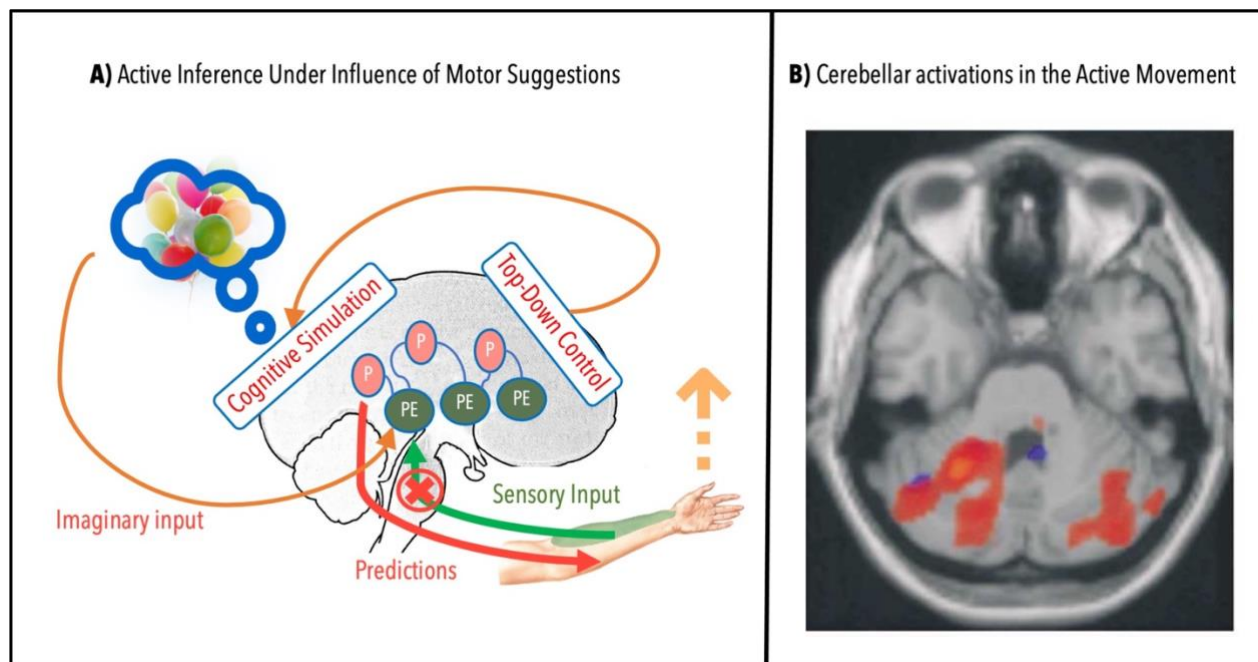 A) Active Inference Under Influence of Motor Suggestions
Cognitive Simulation
Top-Down Control
P
P
P
PE
PE
PE
Imaginary input
Sensory Input
Predictions
B) Cerebellar activations in the Active Movement